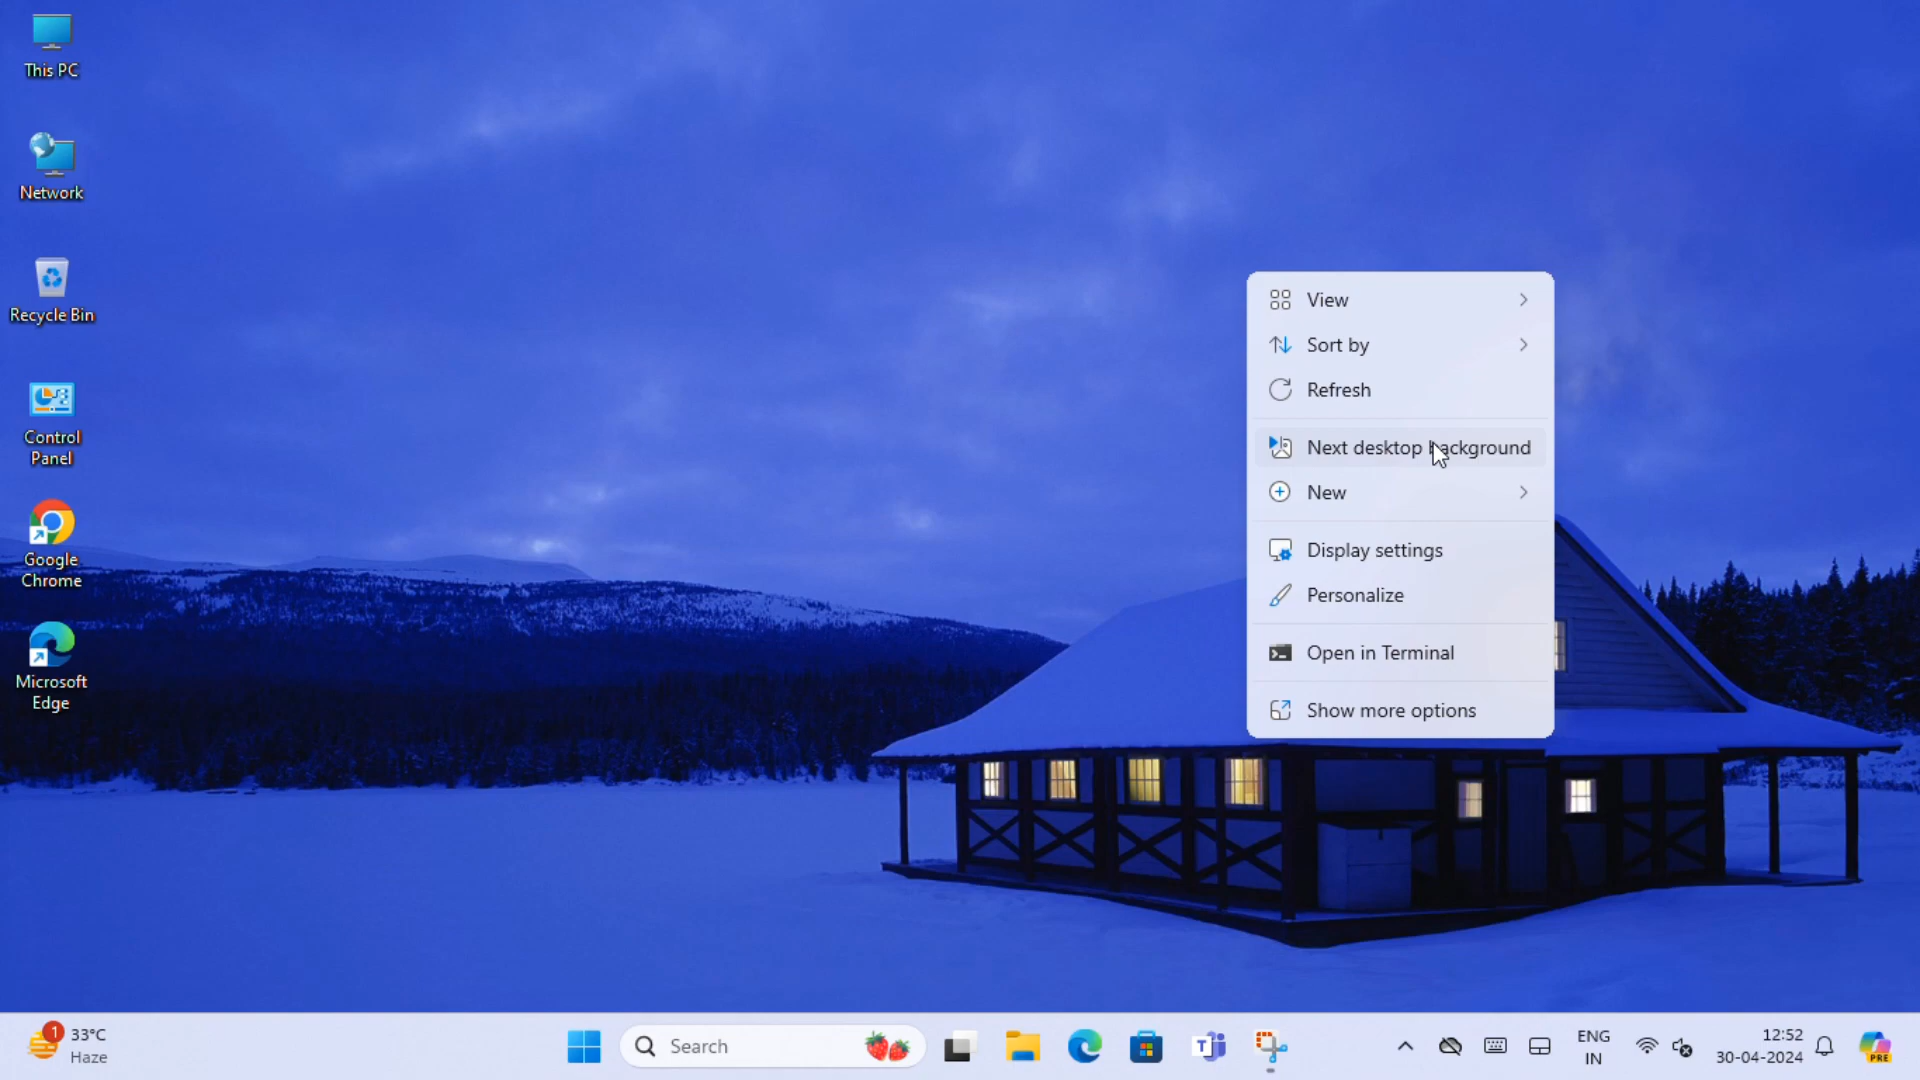 This PC
Network
Recycle Bin
Control
Panel
Google
Chrome
Microsoft
Edge
View
Sort by
Refresh
Next desktop background
New
Display settings
Personalize
Open in Terminal
Show more options
1
33°C
Haze
Search
T
ENG
IN
12:52
30-04-2024
PRE